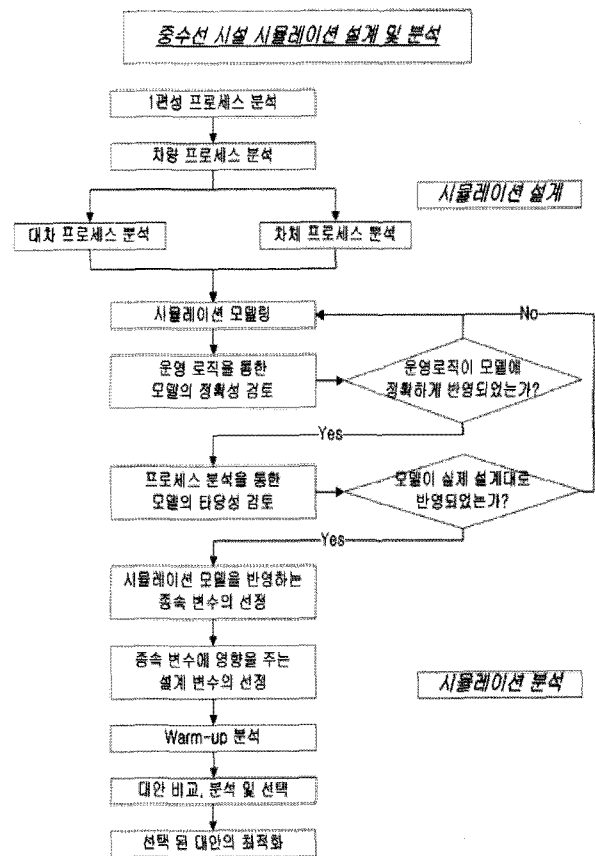 중수선 시설 시뮬레이션 설계 및 분석
1편성 프로세스 분석
차량 프로세스 분석
시뮬레이션 설계
대차 프로세스 분석
차체 프로세스 분석
시뮬레이션 모델링
No
운영 로직을 통한
모델의 정확성 검토
운영로직이 모델에
정확하게 반영되었는가?
Yes
프로세스 분석을 통한
모델의 타당성 검토
모델이 실제 설계대로
반영되었는가?
Yes
시뮬레이션 모델을 반영하는
종속 변수의 선정
종속 변수에 영향을 주는
설계 변수의 선정
시뮬레이션 분석
Warm-up 분석
대안 비교, 분석 및 선택
선택 된 대안의 최적화